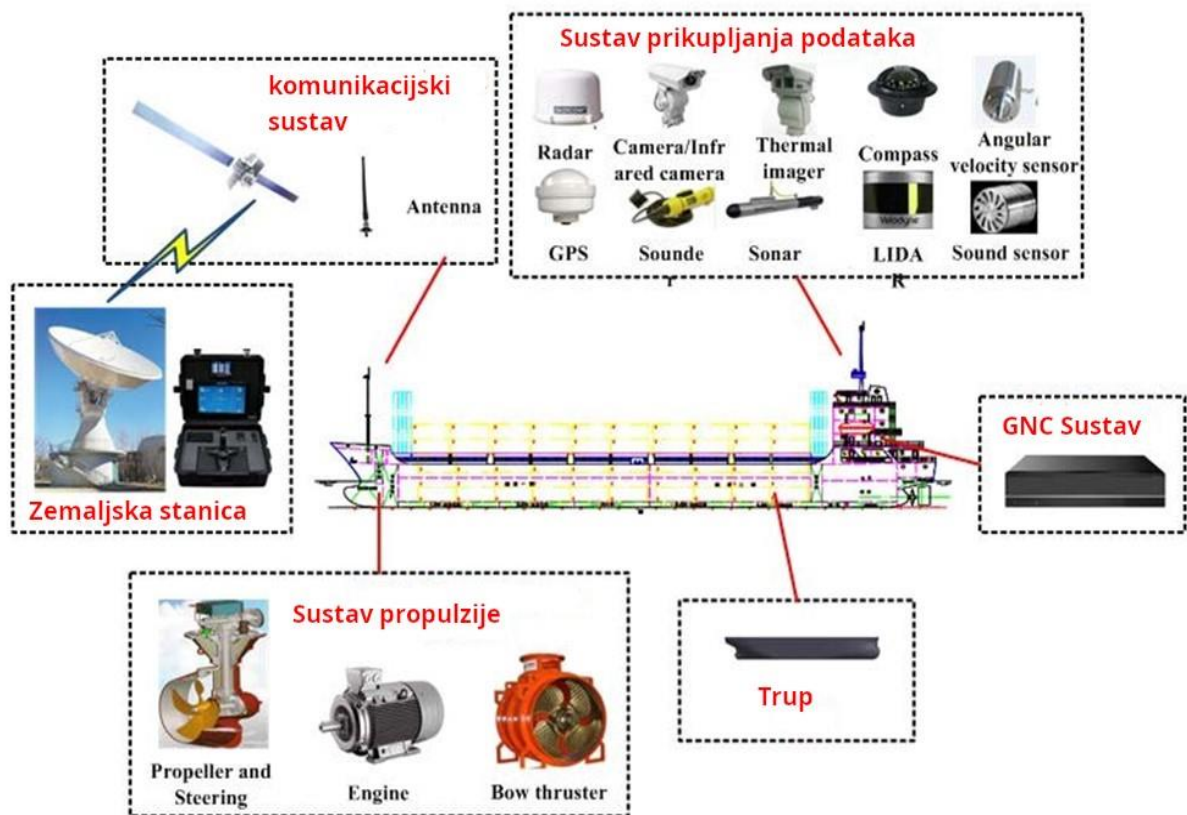 Sustav prikupljanja podataka
komunikacijski
sustav
Radar
Camera/Infr
ared camera
Thermal
imager
Compass
Angular
velocity sensor
Antenna
GPS
Sounde
r
Sonar
Velodyne
LIDA
R
Sound sensor
GNC Sustav
Zemaljska stanica
Sustav propulzije
Trup
Propeller and
Steering
Engine
Bow thruster